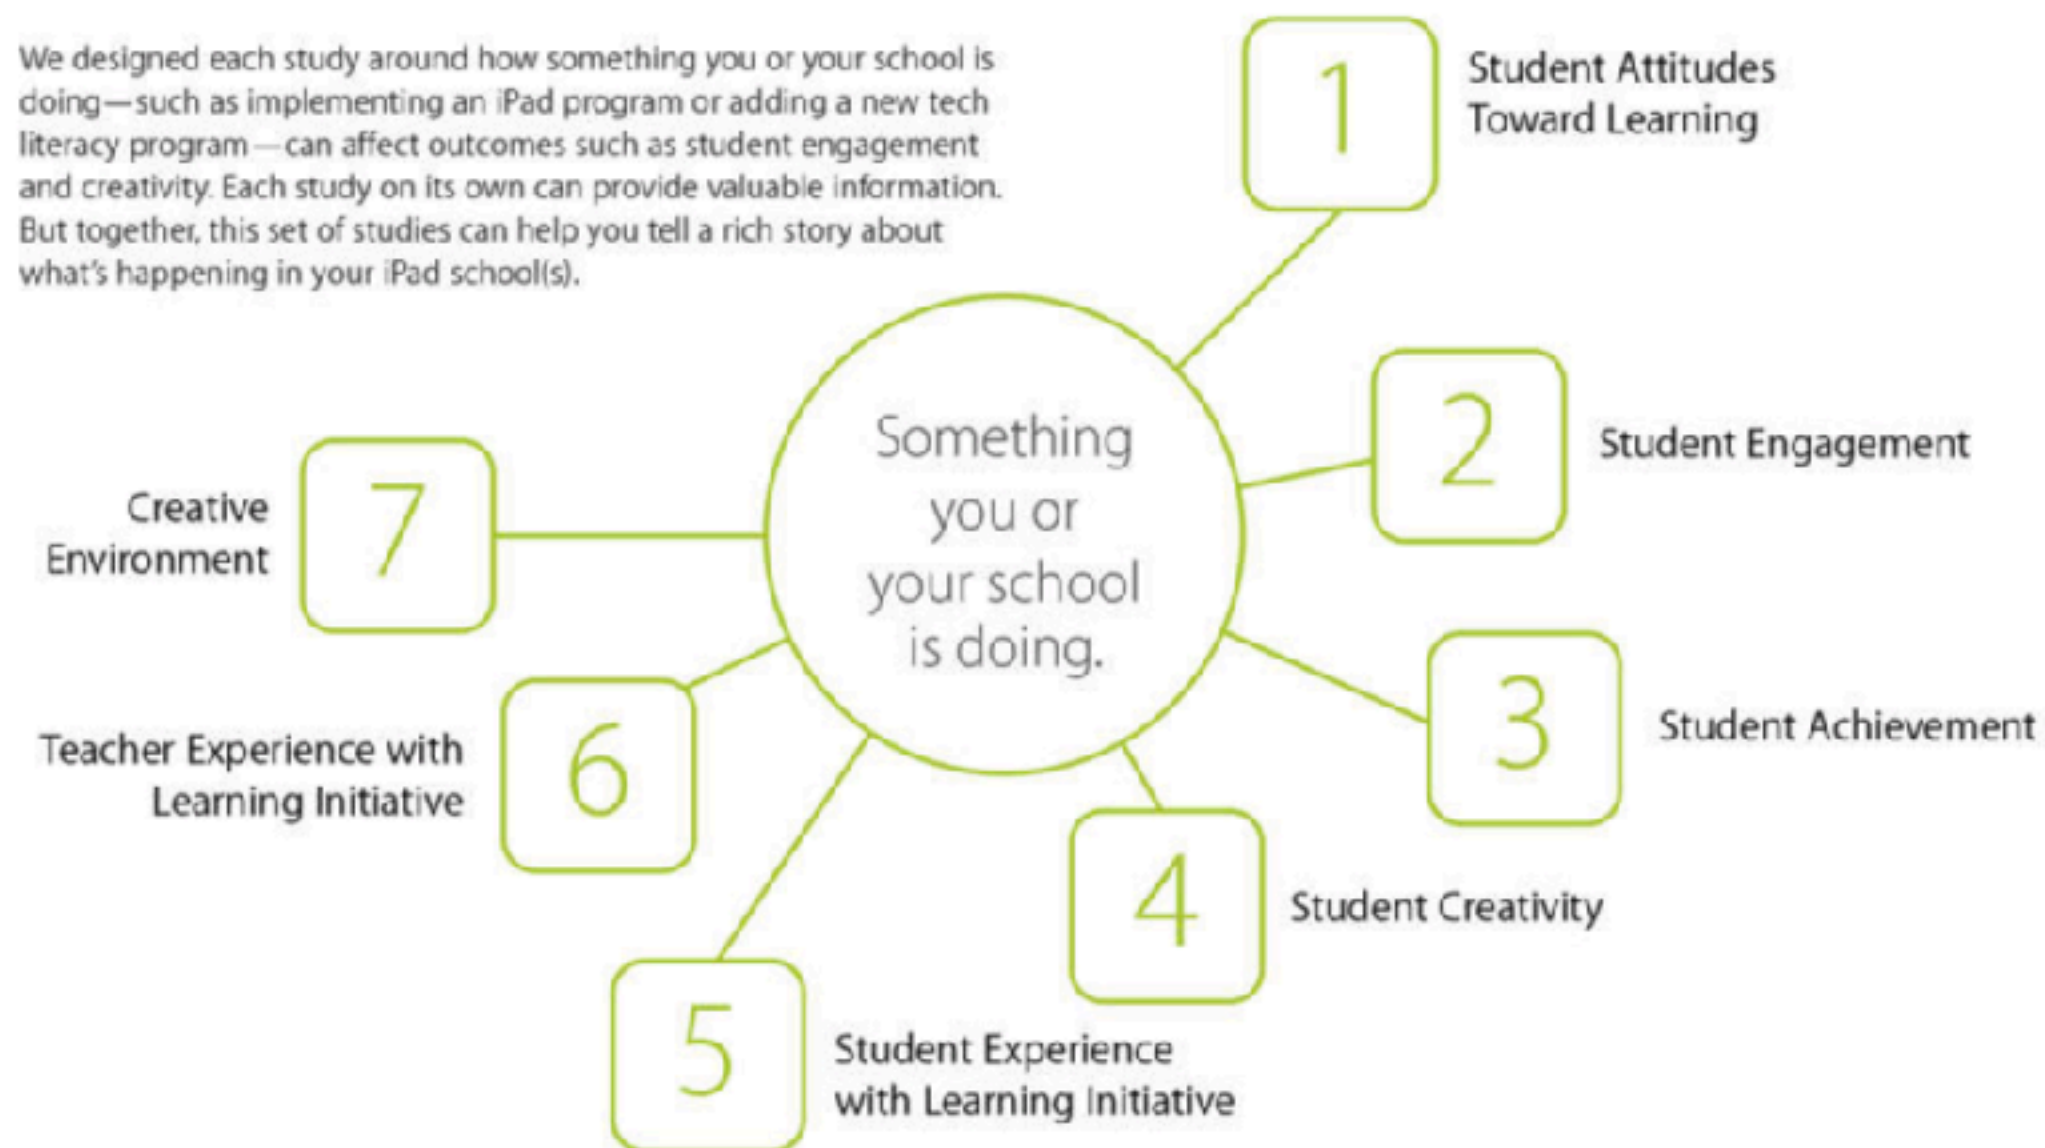 We designed each study around how something you or your school is
doing—such as implementing an iPad program or adding a new tech
literacy program—can affect outcomes such as student engagement
and creativity. Each study on its own can provide valuable information.
But together, this set of studies can help you tell a rich story about
what's happening in your iPad school(s).
1
Student Attitudes
Toward Learning
2
Student Engagement
3
Student Achievement
4
Student Creativity
5
Student Experience
with Learning Initiative
6
Teacher Experience with
Learning Initiative
7
Creative
Environment
Something
you or
your school
is doing.